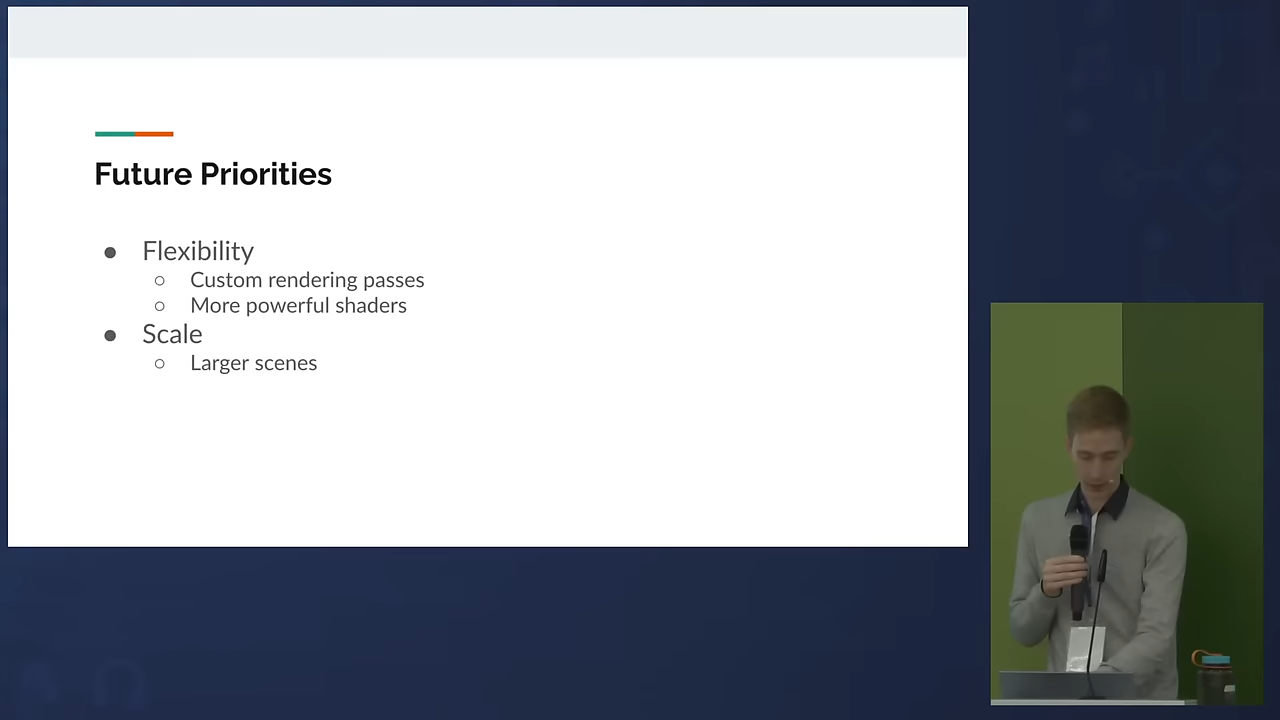 Future Priorities
● Flexibility
○ Custom rendering passes
○ More powerful shaders
● Scale
○ Larger scenes